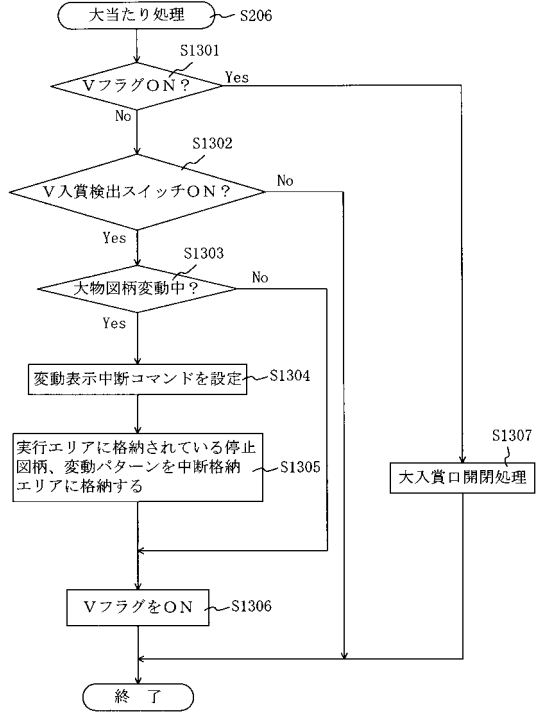 大当たり処理
S206
S1301
VフラグON？
Yes
No
S1302
V入賞検出スイッチON？
No
Yes
S1303
大物図柄変動中？
No
Yes
変動表示中断コマンドを設定
S1304
実行エリアに格納されている停止
図柄、変動パターンを中断格納
エリアに格納する
S1305
S1307
大入賞口開閉処理
VフラグをON
S1306
終　了